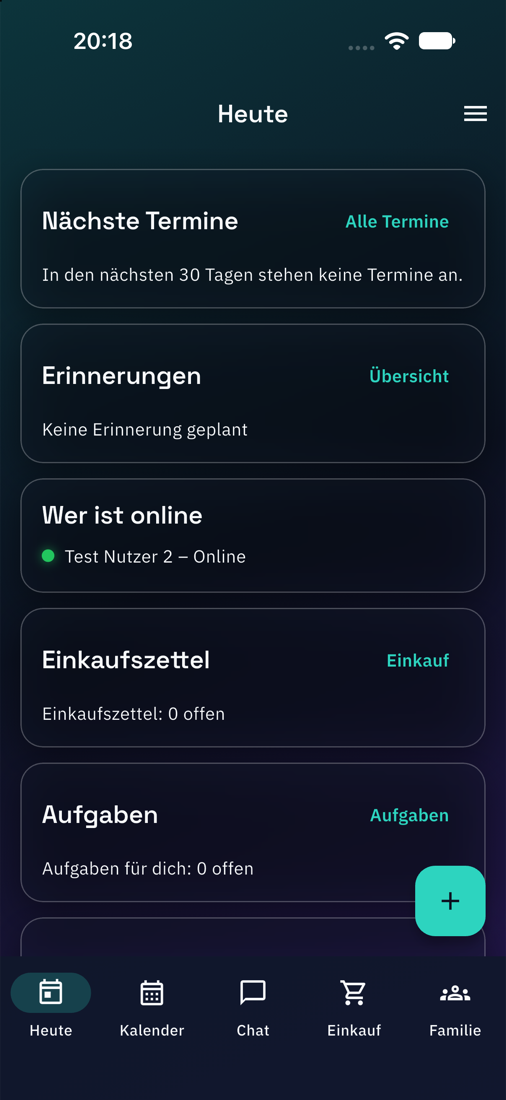 20:18
Heute
Nächste Termine
Alle Termine
In den nächsten 30 Tagen stehen keine Termine an.
Erinnerungen
Übersicht
Keine Erinnerung geplant
Wer ist online
Test Nutzer 2 – Online
Einkaufszettel
Einkauf
Einkaufszettel: 0 offen
Aufgaben
Aufgaben
Aufgaben für dich: 0 offen
+
Heute
Kalender
Chat
Einkauf
Familie